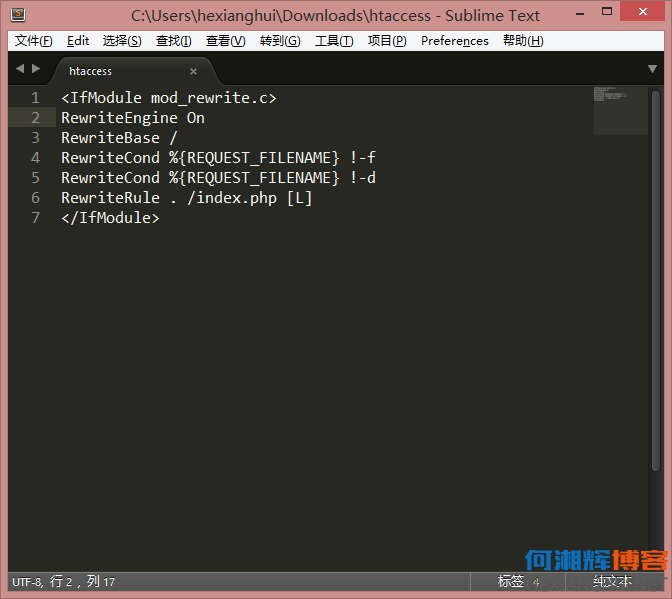 C:\Users\hexianghui\Downloads\htaccess - Sublime Text
文件(F) Edit 选择(S) 查找(I) 查看(V) 转到(G) 工具(T) 项目(P) Preferences 帮助(H)
htaccess
1 <IfModule mod_rewrite.c>
2 RewriteEngine On
3 RewriteBase /
4 RewriteCond %{REQUEST_FILENAME} !-f
5 RewriteCond %{REQUEST_FILENAME} !-d
6 RewriteRule . /index.php [L]
7 </IfModule>
何湘辉博客
UTF-8, 行 2 , 列 17 标签 4 纯文本